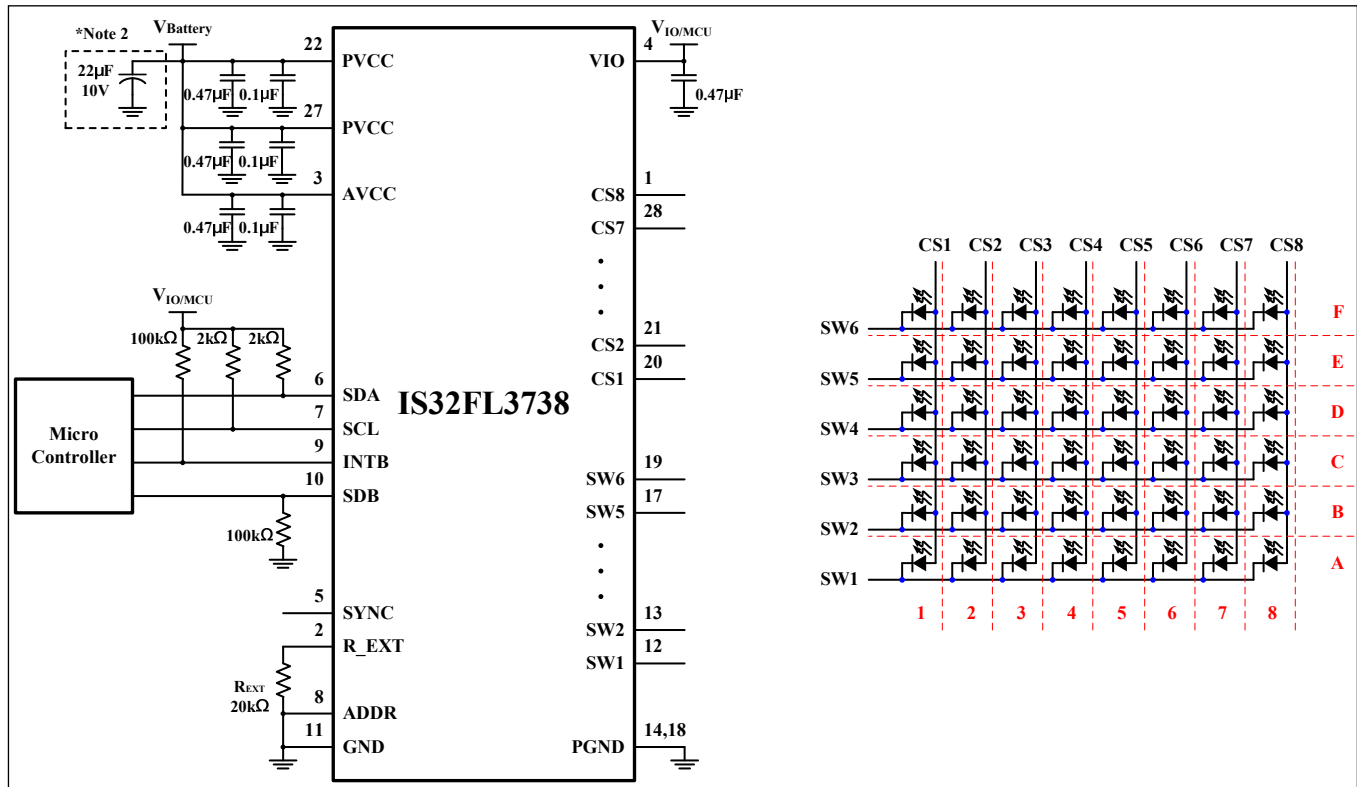 *Note 2
VBattery
22µF
10V
22
PVCC
0.47µF 0.1µF
27
PVCC
0.47µF 0.1µF
3
AVCC
0.47µF 0.1µF
VIO/MCU
100kΩ 2kΩ 2kΩ
Micro
Controller
6
SDA
7
SCL
9
INTB
10
SDB
100kΩ
5
SYNC
2
R_EXT
REXT
20kΩ
8
ADDR
11
GND
IS32FL3738
4
VIO
VIO/MCU
0.47µF
1
CS8
28
CS7
21
CS2
20
CS1
19
SW6
17
SW5
13
SW2
12
SW1
14,18
PGND
CS1 CS2 CS3 CS4 CS5 CS6 CS7 CS8
SW6 F
SW5 E
SW4 D
SW3 C
SW2 B
SW1 A
1 2 3 4 5 6 7 8